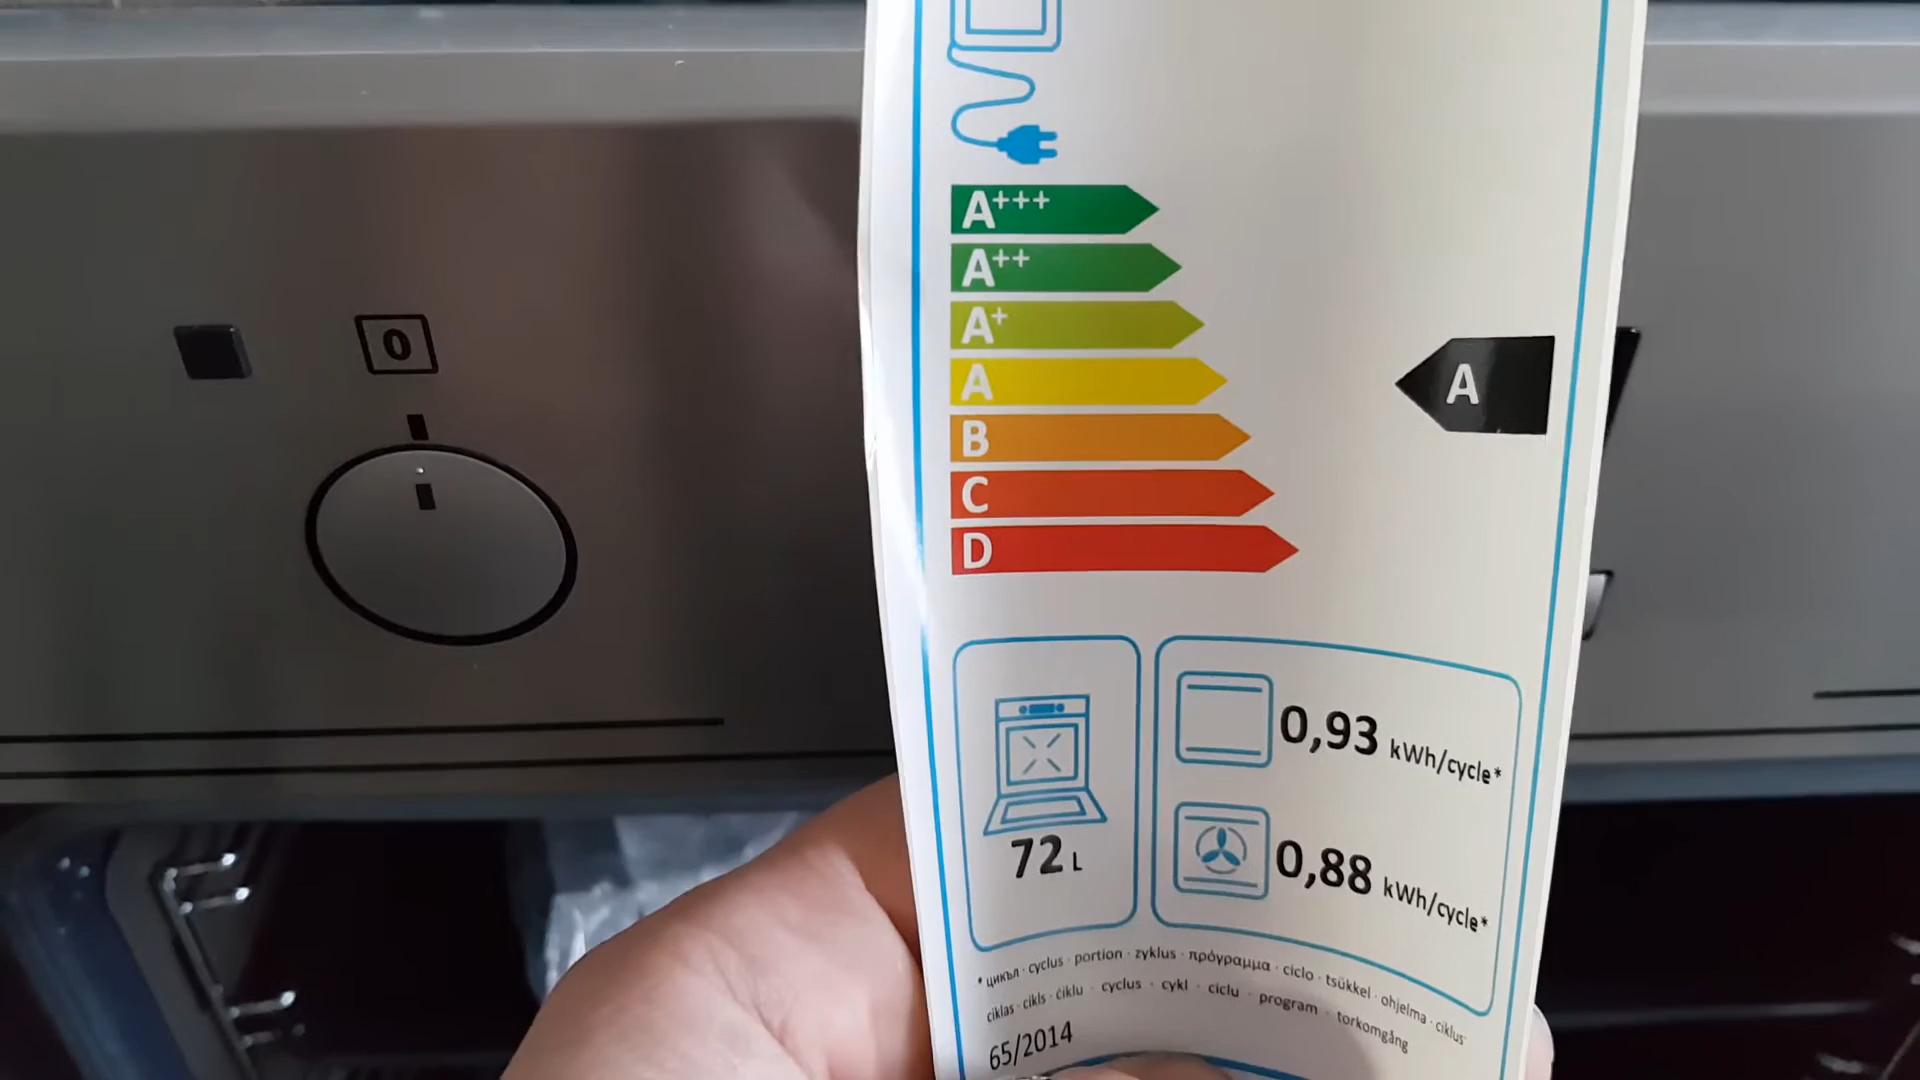 0
A+++
A++
A+
A
A
B
C
D
0,93 kWh/cycle*
72 L
0,88 kWh/cycle*
* цикъл · cyclus · portion · zyklus · πρόγραμμα · ciclo · tsükkel · ohjelma · ciklus
ciklas · cikls · ċiklu · cyclus · cykl · ciclu · program · torkomgång
65/2014